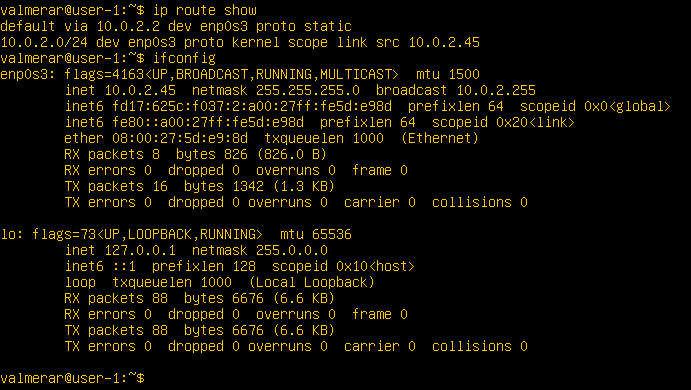 valmerar@user-1:~$ ip route show
default via 10.0.2.2 dev enp0s3 proto static
10.0.2.0/24 dev enp0s3 proto kernel scope link src 10.0.2.45
valmerar@user-1:~$ ifconfig
enp0s3: flags=4163<UP,BROADCAST,RUNNING,MULTICAST>  mtu 1500
        inet 10.0.2.45  netmask 255.255.255.0  broadcast 10.0.2.255
        inet6 fd17:625c:f037:2:a00:27ff:fe5d:e98d  prefixlen 64  scopeid 0x0<global>
        inet6 fe80::a00:27ff:fe5d:e98d  prefixlen 64  scopeid 0x20<link>
        ether 08:00:27:5d:e9:8d  txqueuelen 1000  (Ethernet)
        RX packets 8  bytes 826 (826.0 B)
        RX errors 0  dropped 0  overruns 0  frame 0
        TX packets 16  bytes 1342 (1.3 KB)
        TX errors 0  dropped 0 overruns 0  carrier 0  collisions 0

lo: flags=73<UP,LOOPBACK,RUNNING>  mtu 65536
        inet 127.0.0.1  netmask 255.0.0.0
        inet6 ::1  prefixlen 128  scopeid 0x10<host>
        loop  txqueuelen 1000  (Local Loopback)
        RX packets 88  bytes 6676 (6.6 KB)
        RX errors 0  dropped 0  overruns 0  frame 0
        TX packets 88  bytes 6676 (6.6 KB)
        TX errors 0  dropped 0 overruns 0  carrier 0  collisions 0

valmerar@user-1:~$